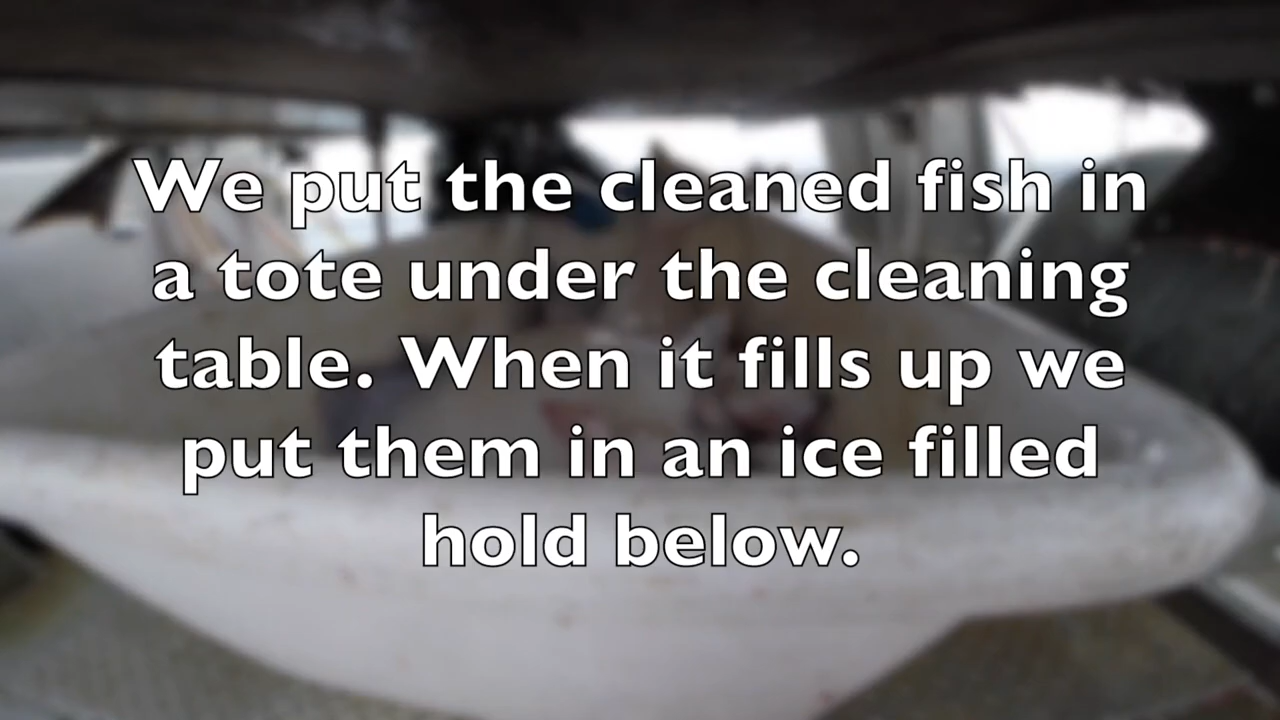 We put the cleaned fish in
a tote under the cleaning
table. When it fills up we
put them in an ice filled
hold below.